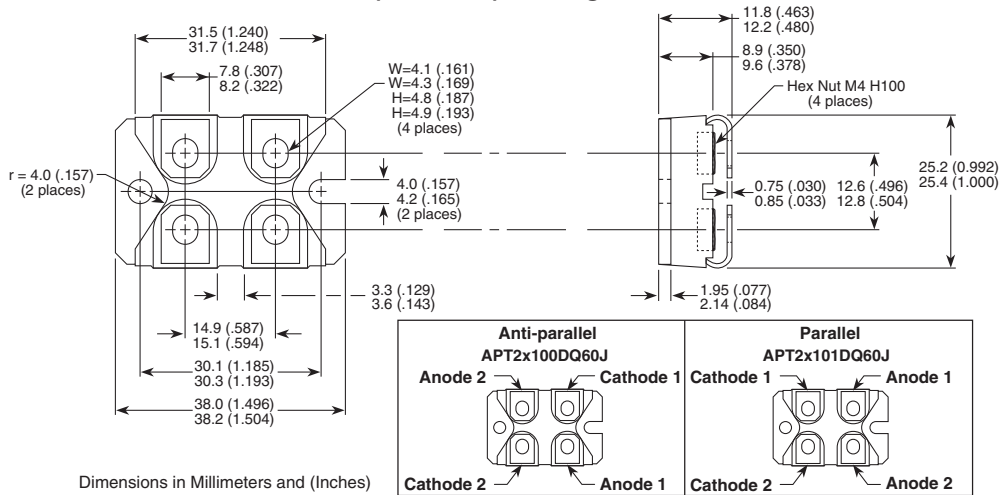 31.5 (1.240)
31.7 (1.248)
7.8 (.307)
8.2 (.322)
W=4.1 (.161)
W=4.3 (.169)
H=4.8 (.187)
H=4.9 (.193)
(4 places)
r = 4.0 (.157)
(2 places)
4.0 (.157)
4.2 (.165)
(2 places)
3.3 (.129)
3.6 (.143)
14.9 (.587)
15.1 (.594)
30.1 (1.185)
30.3 (1.193)
38.0 (1.496)
38.2 (1.504)
11.8 (.463)
12.2 (.480)
8.9 (.350)
9.6 (.378)
Hex Nut M4 H100
(4 places)
0.75 (.030)
0.85 (.033)
12.6 (.496)
12.8 (.504)
25.2 (0.992)
25.4 (1.000)
1.95 (.077)
2.14 (.084)
Anti-parallel
APT2x100DQ60J
Anode 2
Cathode 1
Cathode 2
Anode 1
Parallel
APT2x101DQ60J
Cathode 1
Anode 1
Cathode 2
Anode 2
Dimensions in Millimeters and (Inches)